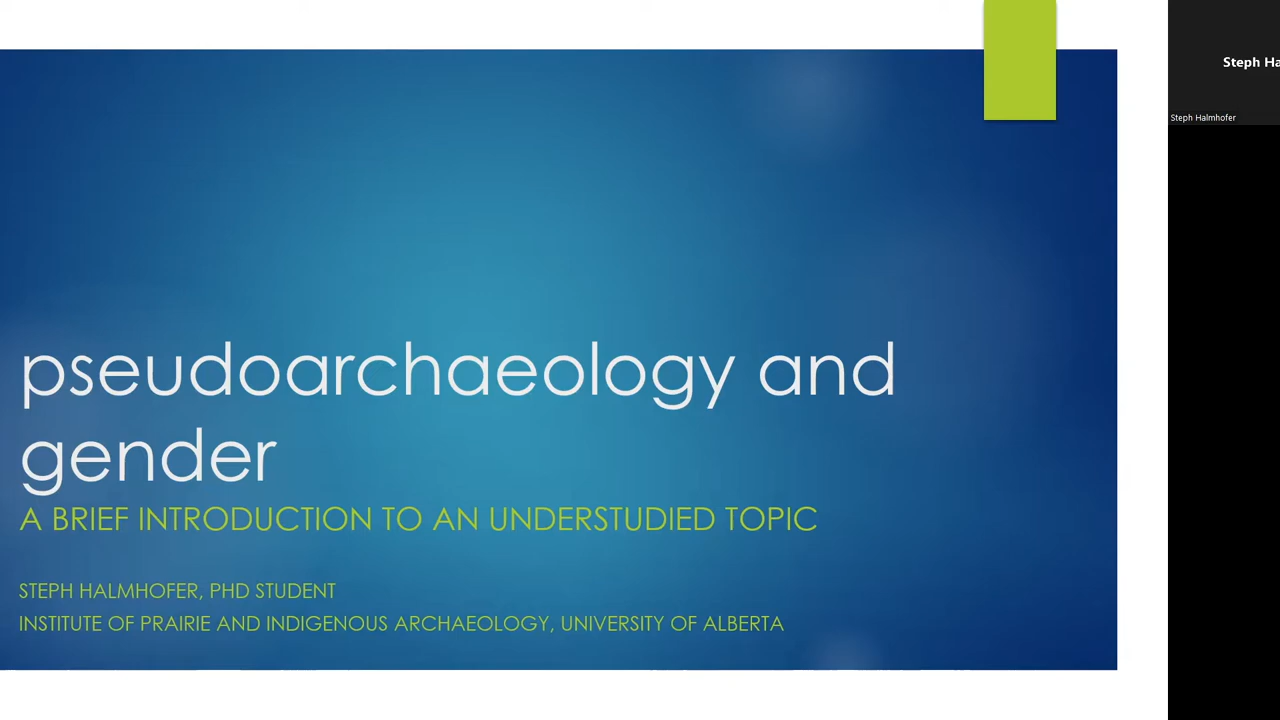 pseudoarchaeology and
gender
A BRIEF INTRODUCTION TO AN UNDERSTUDIED TOPIC
STEPH HALMHOFER, PHD STUDENT
INSTITUTE OF PRAIRIE AND INDIGENOUS ARCHAEOLOGY, UNIVERSITY OF ALBERTA
Steph Ha
Steph Halmhofer